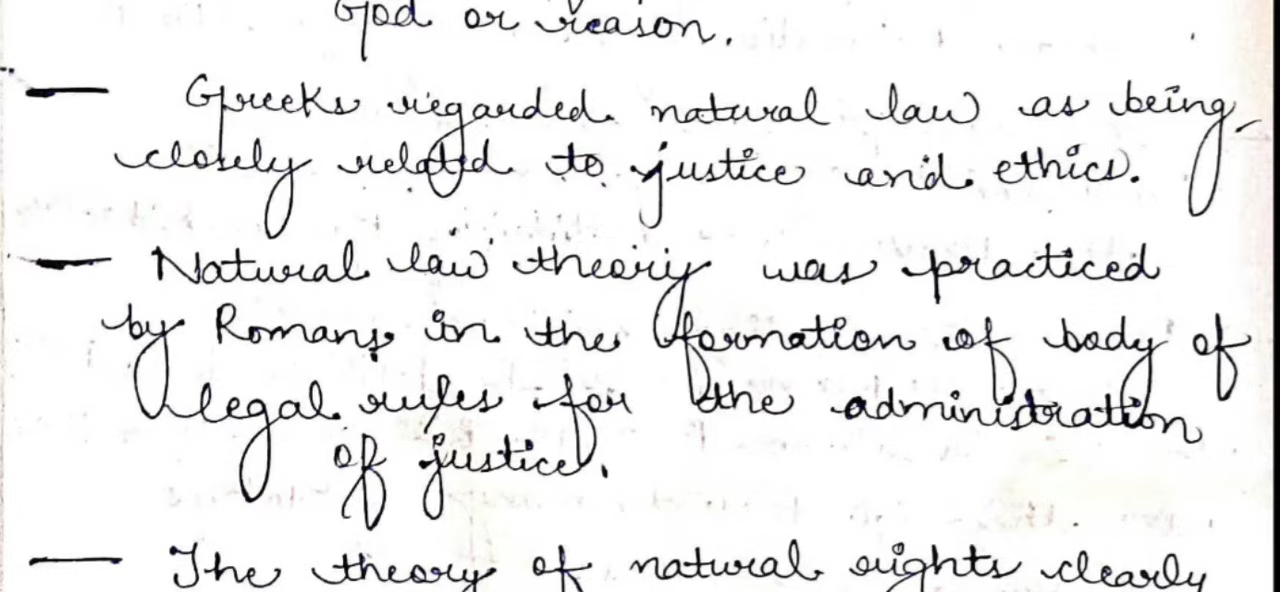 God or reason.
— Greeks regarded natural law as being
closely related to justice and ethics.
— Natural law theory was practiced
by Romans in the formation of body of
legal rules for the administration
of justice.
— The theory of natural rights clearly